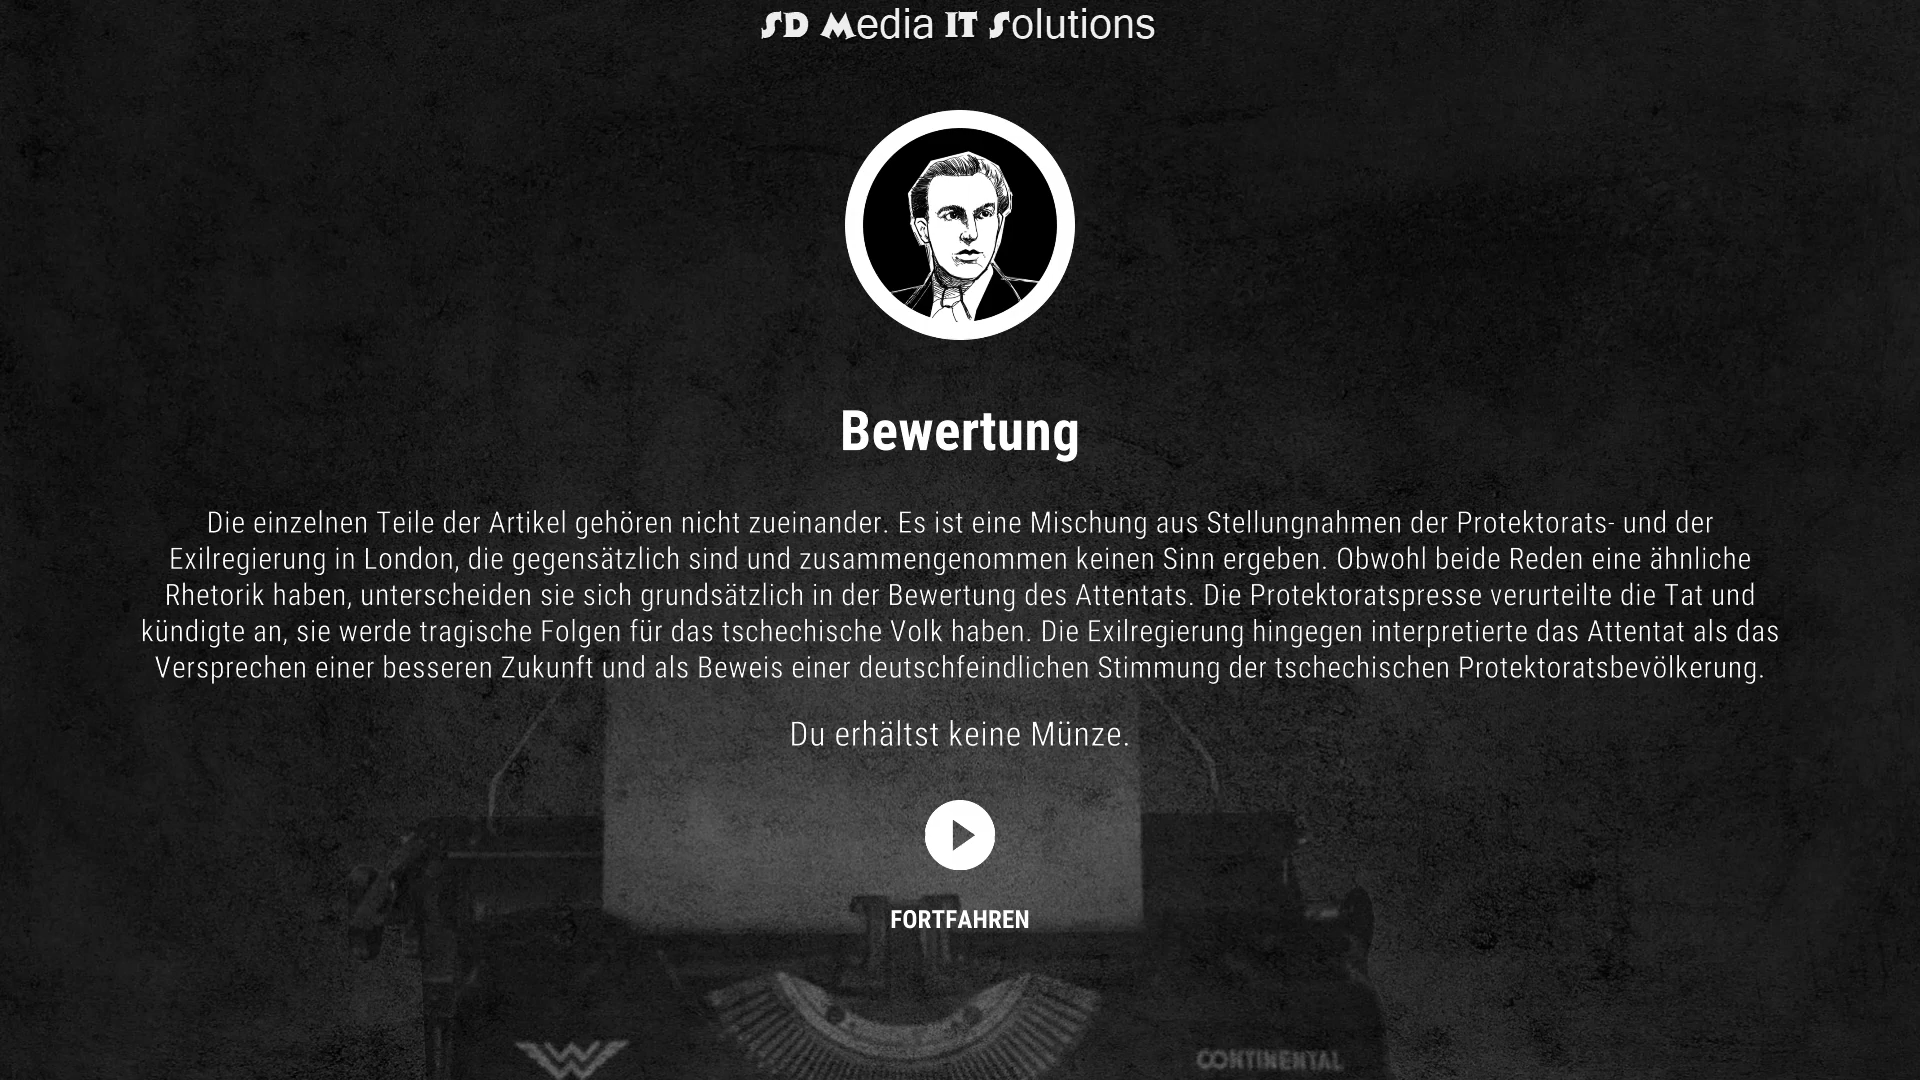 SD Media IT Solutions
Bewertung
Die einzelnen Teile der Artikel gehören nicht zueinander. Es ist eine Mischung aus Stellungnahmen der Protektorats- und der
Exilregierung in London, die gegensätzlich sind und zusammengenommen keinen Sinn ergeben. Obwohl beide Reden eine ähnliche
Rhetorik haben, unterscheiden sie sich grundsätzlich in der Bewertung des Attentats. Die Protektoratspresse verurteilte die Tat und
kündigte an, sie werde tragische Folgen für das tschechische Volk haben. Die Exilregierung hingegen interpretierte das Attentat als das
Versprechen einer besseren Zukunft und als Beweis einer deutschfeindlichen Stimmung der tschechischen Protektoratsbevölkerung.
Du erhältst keine Münze.
FORTFAHREN
W
CONTINENTAL